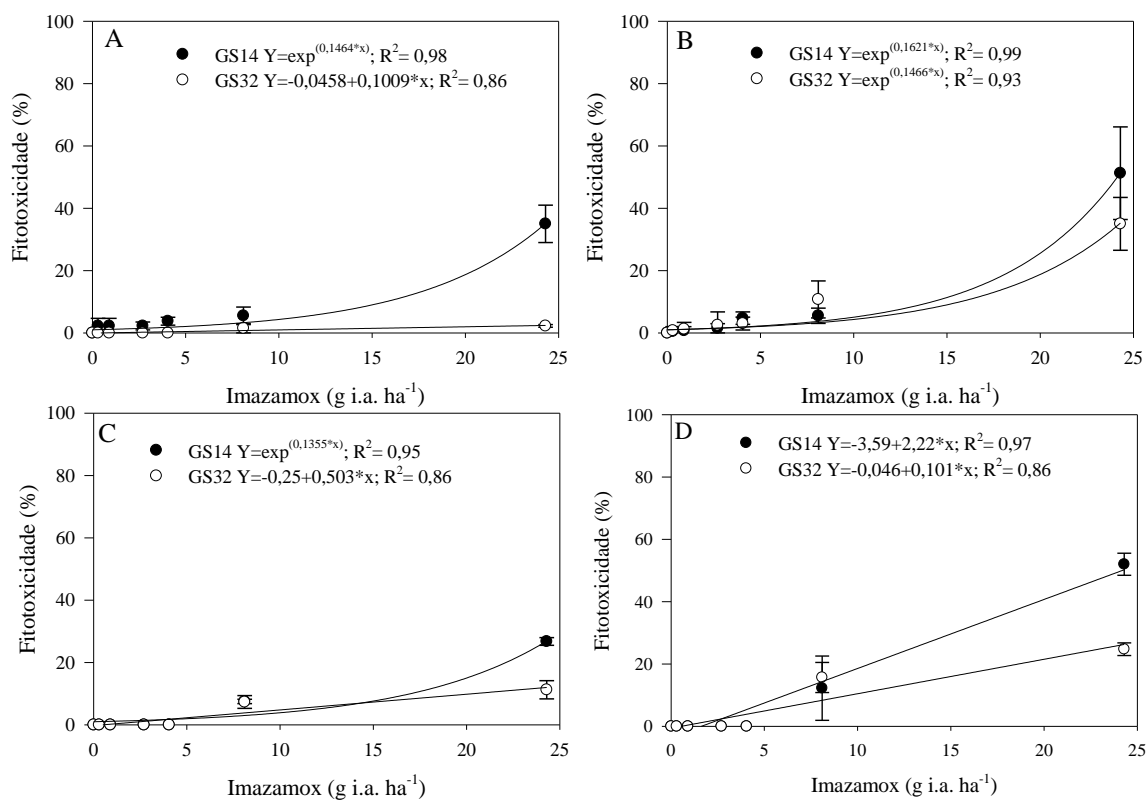 A
GS14 Y=exp^(0,1464*x); R²= 0,98
GS32 Y=-0,0458+0,1009*x; R²= 0,86
Fitotoxicidade (%)
100
80
60
40
20
0
0 5 10 15 20 25
Imazamox (g i.a. ha⁻¹)
B
GS14 Y=exp^(0,1621*x); R²= 0,99
GS32 Y=exp^(0,1466*x); R²= 0,93
Fitotoxicidade (%)
100
80
60
40
20
0
0 5 10 15 20 25
Imazamox (g i.a. ha⁻¹)
C
GS14 Y=exp^(0,1355*x); R²= 0,95
GS32 Y=-0,25+0,503*x; R²= 0,86
Fitotoxicidade (%)
100
80
60
40
20
0
0 5 10 15 20 25
Imazamox (g i.a. ha⁻¹)
D
GS14 Y=-3,59+2,22*x; R²= 0,97
GS32 Y=-0,046+0,101*x; R²= 0,86
Fitotoxicidade (%)
100
80
60
40
20
0
0 5 10 15 20 25
Imazamox (g i.a. ha⁻¹)